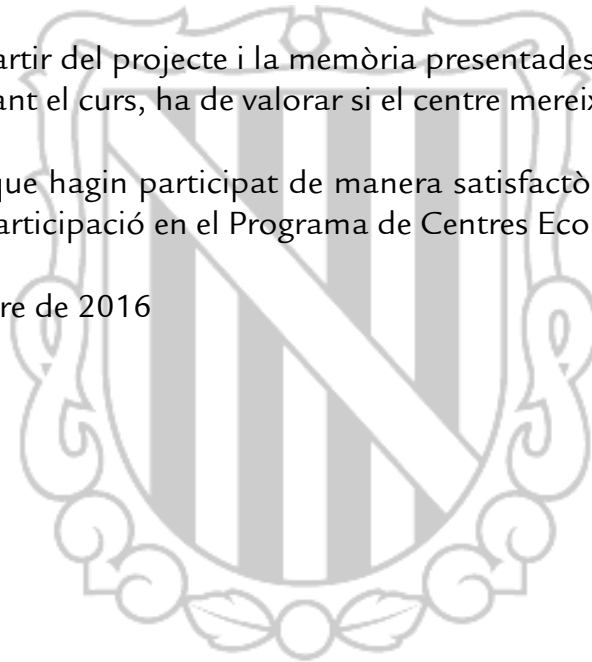 artir del projecte i la memòria presentades
ant el curs, ha de valorar si el centre mereix
que hagin participat de manera satisfactò
articipació en el Programa de Centres Eco
re de 2016